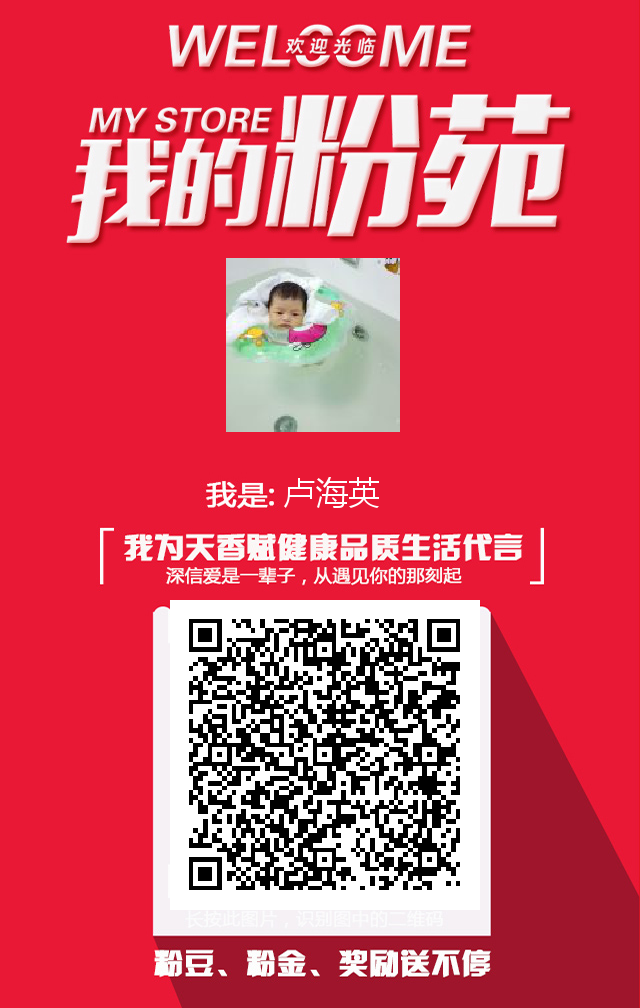 WELCOME
欢迎光临
MY STORE
我的粉苑
我是: 卢海英
我为天香赋健康品质生活代言
深信爱是一辈子，从遇见你的那刻起
长按此图片，识别图中的二维码
粉豆、粉金、奖励送不停